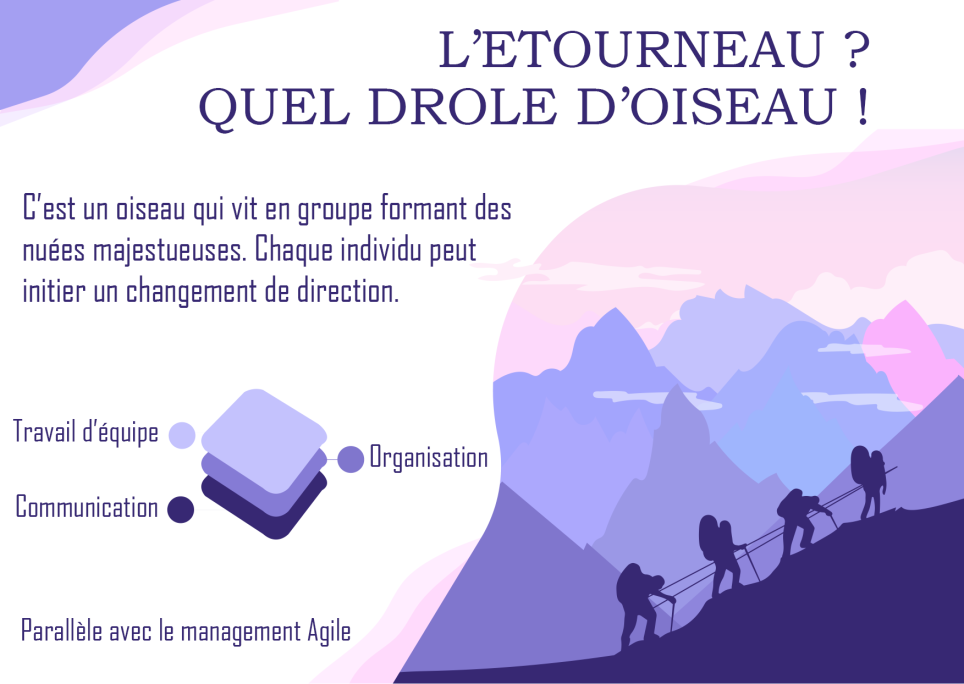 L’ETOURNEAU ?
QUEL DROLE D’OISEAU !
C’est un oiseau qui vit en groupe formant des
nuées majestueuses. Chaque individu peut
initier un changement de direction.
Travail d’équipe
Organisation
Communication
Parallèle avec le management Agile